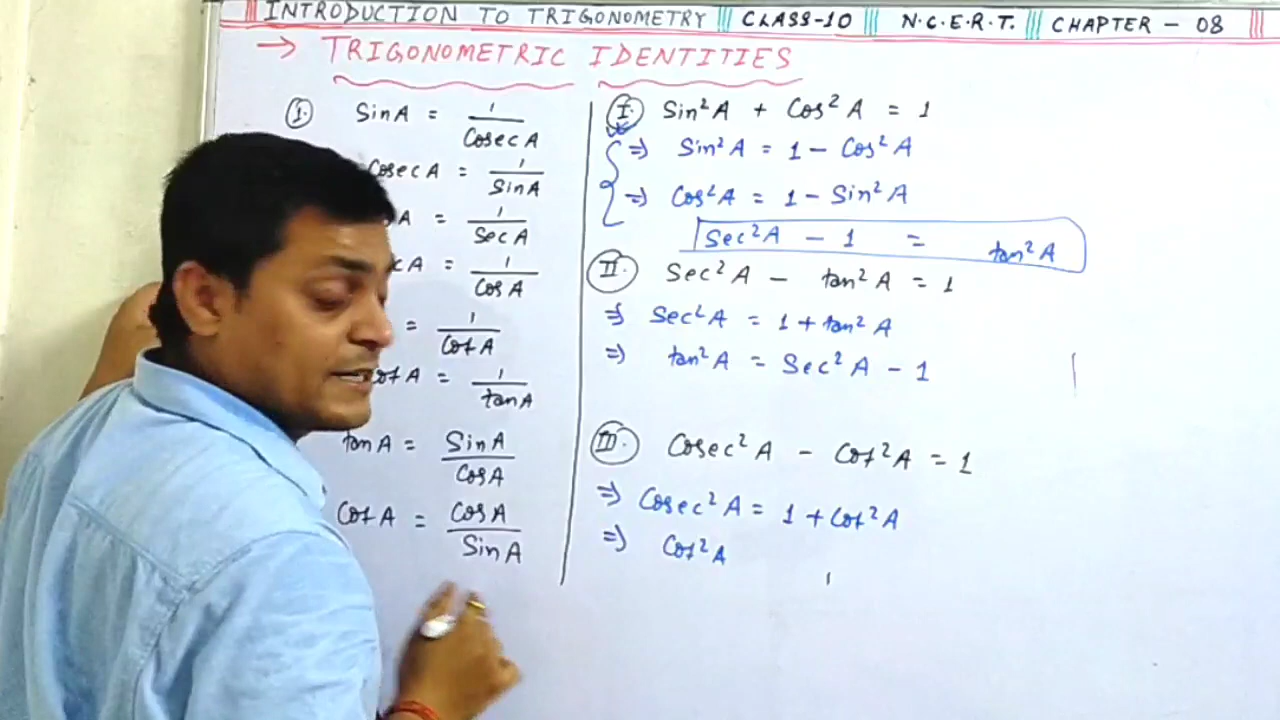 INTRODUCTION TO TRIGONOMETRY ||| CLASS-10 ||| N.C.E.R.T. ||| CHAPTER - 08 |||
→ TRIGONOMETRIC IDENTITIES
① SinA = 1/CosecA
CosecA = 1/SinA
A = 1/SecA
A = 1/CosA
= 1/CotA
CotA = 1/tanA
tanA = SinA/CosA
CotA = CosA/SinA
I. Sin²A + Cos²A = 1
⇒ Sin²A = 1 - Cos²A
⇒ Cos²A = 1 - Sin²A
Sec²A - 1 = tan²A
II. Sec²A - tan²A = 1
⇒ Sec²A = 1 + tan²A
⇒ tan²A = Sec²A - 1
III. Cosec²A - Cot²A = 1
⇒ Cosec²A = 1 + Cot²A
⇒ Cot²A